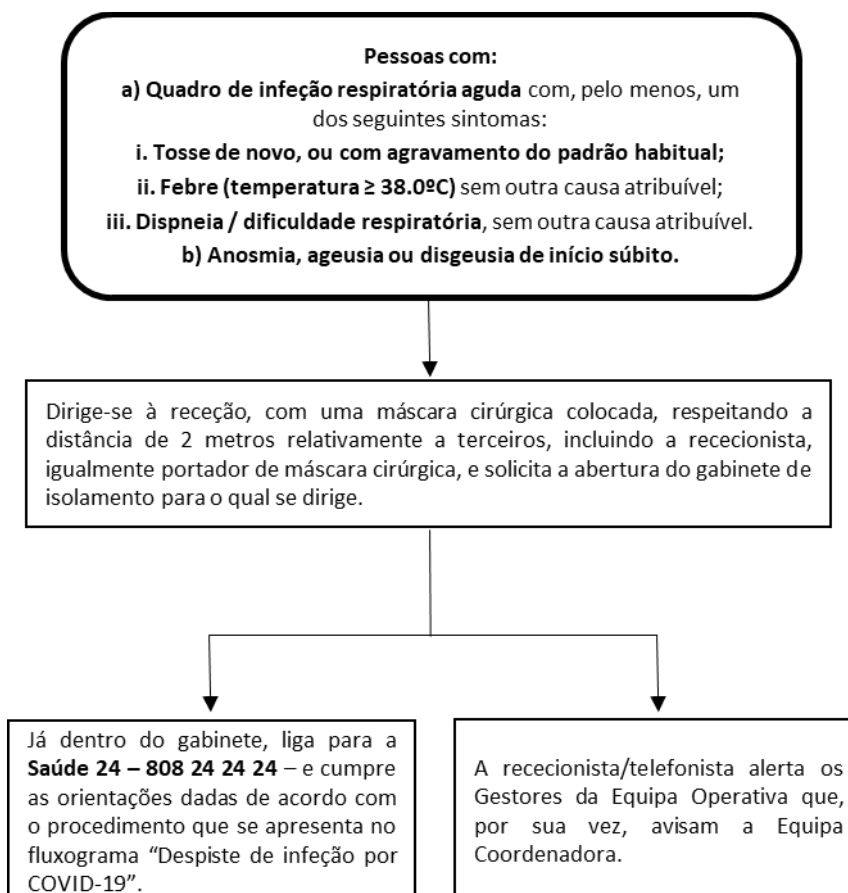 Pessoas com:
a) Quadro de infeção respiratória aguda com, pelo menos, um
dos seguintes sintomas:
i. Tosse de novo, ou com agravamento do padrão habitual;
ii. Febre (temperatura ≥ 38.0ºC) sem outra causa atribuível;
iii. Dispneia / dificuldade respiratória, sem outra causa atribuível.
b) Anosmia, ageusia ou disgeusia de início súbito.
Dirige-se à receção, com uma máscara cirúrgica colocada, respeitando a
distância de 2 metros relativamente a terceiros, incluindo a rececionista,
igualmente portador de máscara cirúrgica, e solicita a abertura do gabinete de
isolamento para o qual se dirige.
Já dentro do gabinete, liga para a
Saúde 24 – 808 24 24 24 – e cumpre
as orientações dadas de acordo com
o procedimento que se apresenta no
fluxograma “Despiste de infeção por
COVID-19”.
A rececionista/telefonista alerta os
Gestores da Equipa Operativa que,
por sua vez, avisam a Equipa
Coordenadora.